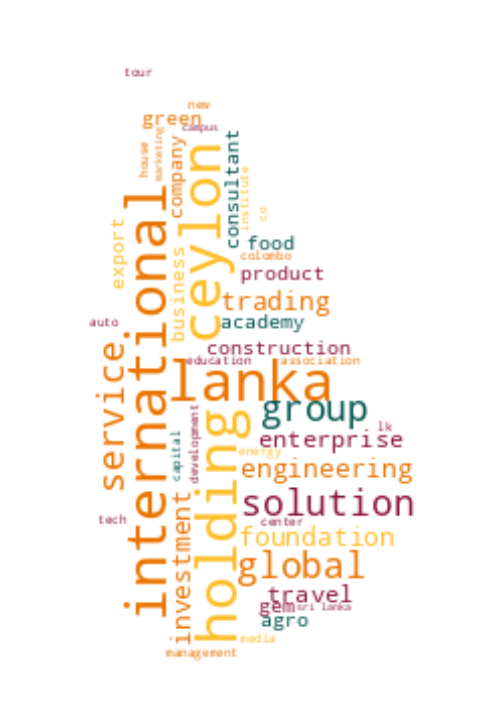 tour
new
green
campus
marketing
house
company
consultant
ceylon
institute
co
international
export
food
business
colombo
product
trading
auto
academy
service
construction
education
association
lanka
group
development
lk
capital
enterprise
holding
energy
engineering
solution
investment
tech
center
foundation
global
travel
gem
sri lanka
agro
media
management